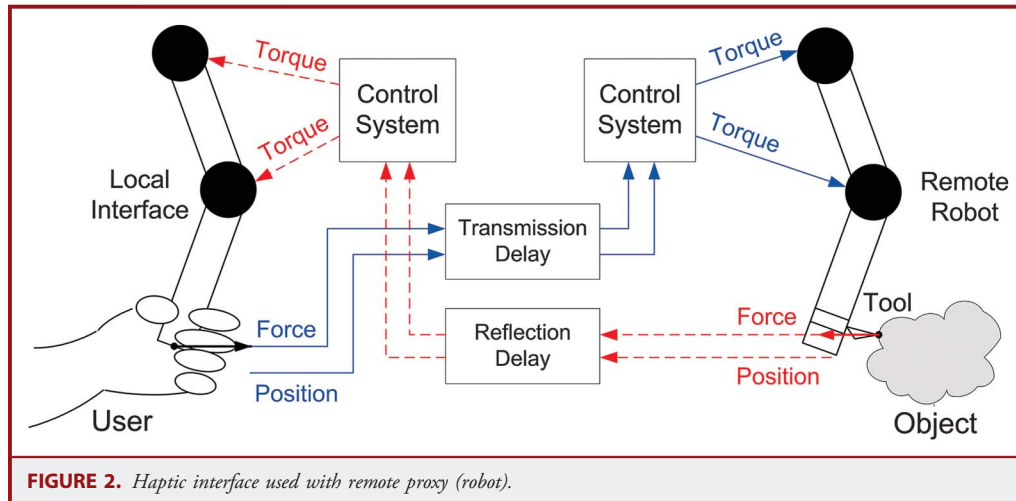 Torque
Torque
Control
System
Control
System
Torque
Torque
Local
Interface
Remote
Robot
Transmission
Delay
Reflection
Delay
Force
Position
Force
Position
Tool
User
Object
FIGURE 2. Haptic interface used with remote proxy (robot).